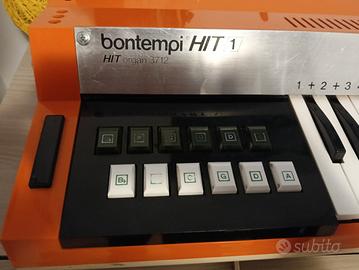 bontempi HIT 1
HIT organ 3712
1 + 2 + 3 + 4
D
B♭ C G D A
subito